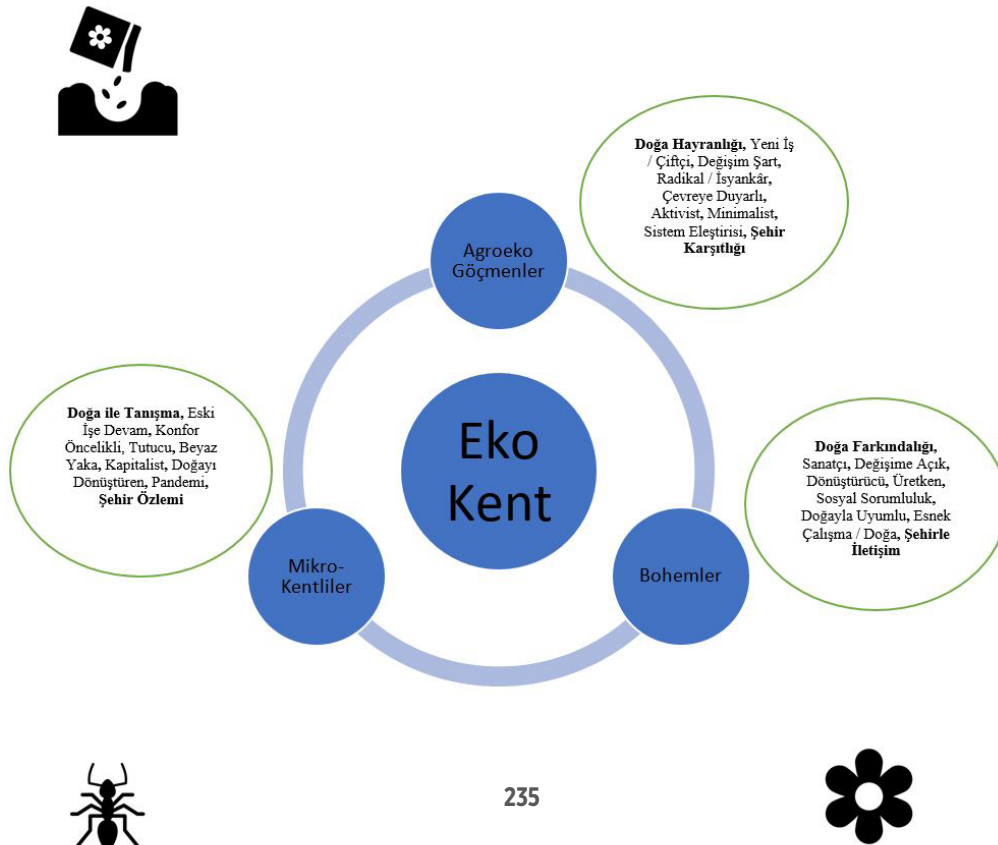 Doğa Hayranlığı, Yeni İş
/ Çiftçi, Değişim Şart,
Radikal / İsyankâr,
Çevreye Duyarlı,
Aktivist, Minimalist,
Sistem Eleştirisi, Şehir
Karşıtlığı
Agroeko
Göçmenler
Doğa ile Tanışma, Eski
İşe Devam, Konfor
Öncelikli, Tutucu, Beyaz
Yaka, Kapitalist, Doğayı
Dönüştüren, Pandemi,
Şehir Özlemi
Eko
Kent
Doğa Farkındalığı,
Sanatçı, Değişime Açık,
Dönüştürücü, Üretken,
Sosyal Sorumluluk,
Doğayla Uyumlu, Esnek
Çalışma / Doğa, Şehirle
İletişim
Mikro-
Kentliler
Bohemler
235